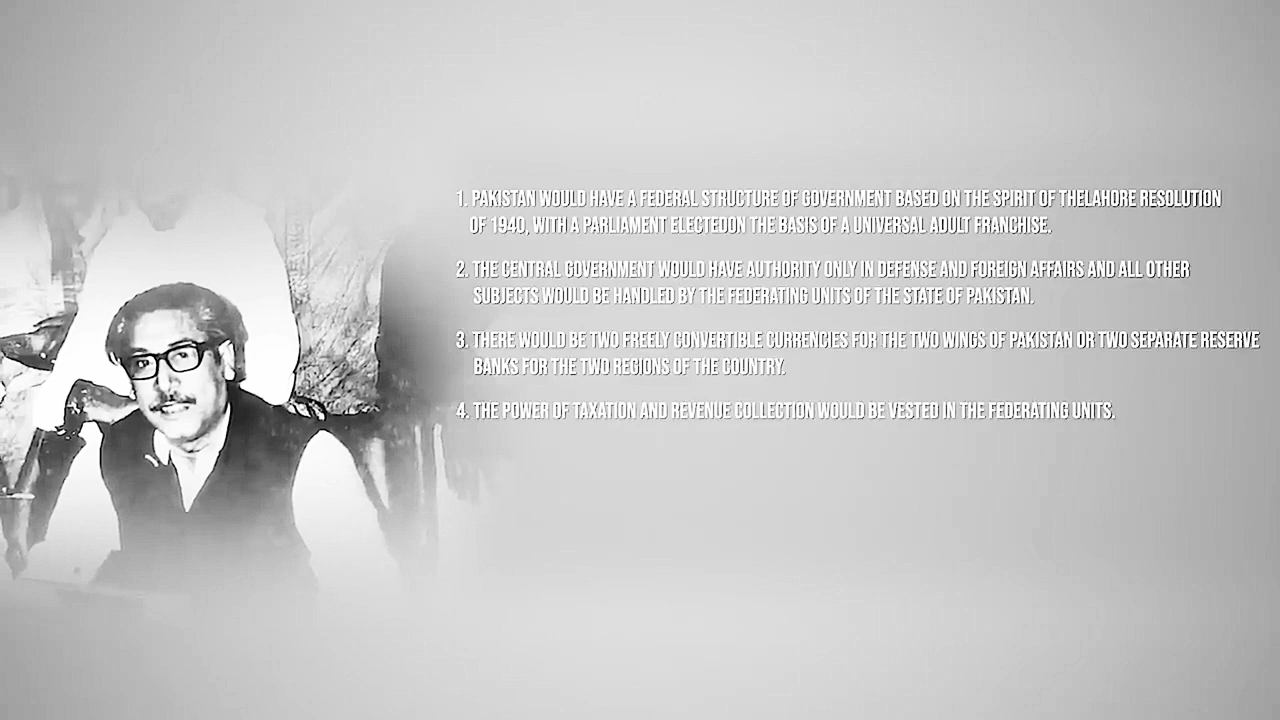 1. PAKISTAN WOULD HAVE A FEDERAL STRUCTURE OF GOVERNMENT BASED ON THE SPIRIT OF THELAHORE RESOLUTION
OF 1940, WITH A PARLIAMENT ELECTEDON THE BASIS OF A UNIVERSAL ADULT FRANCHISE.
2. THE CENTRAL GOVERNMENT WOULD HAVE AUTHORITY ONLY IN DEFENSE AND FOREIGN AFFAIRS AND ALL OTHER
SUBJECTS WOULD BE HANDLED BY THE FEDERATING UNITS OF THE STATE OF PAKISTAN.
3. THERE WOULD BE TWO FREELY CONVERTIBLE CURRENCIES FOR THE TWO WINGS OF PAKISTAN OR TWO SEPARATE RESERVE
BANKS FOR THE TWO REGIONS OF THE COUNTRY.
4. THE POWER OF TAXATION AND REVENUE COLLECTION WOULD BE VESTED IN THE FEDERATING UNITS.